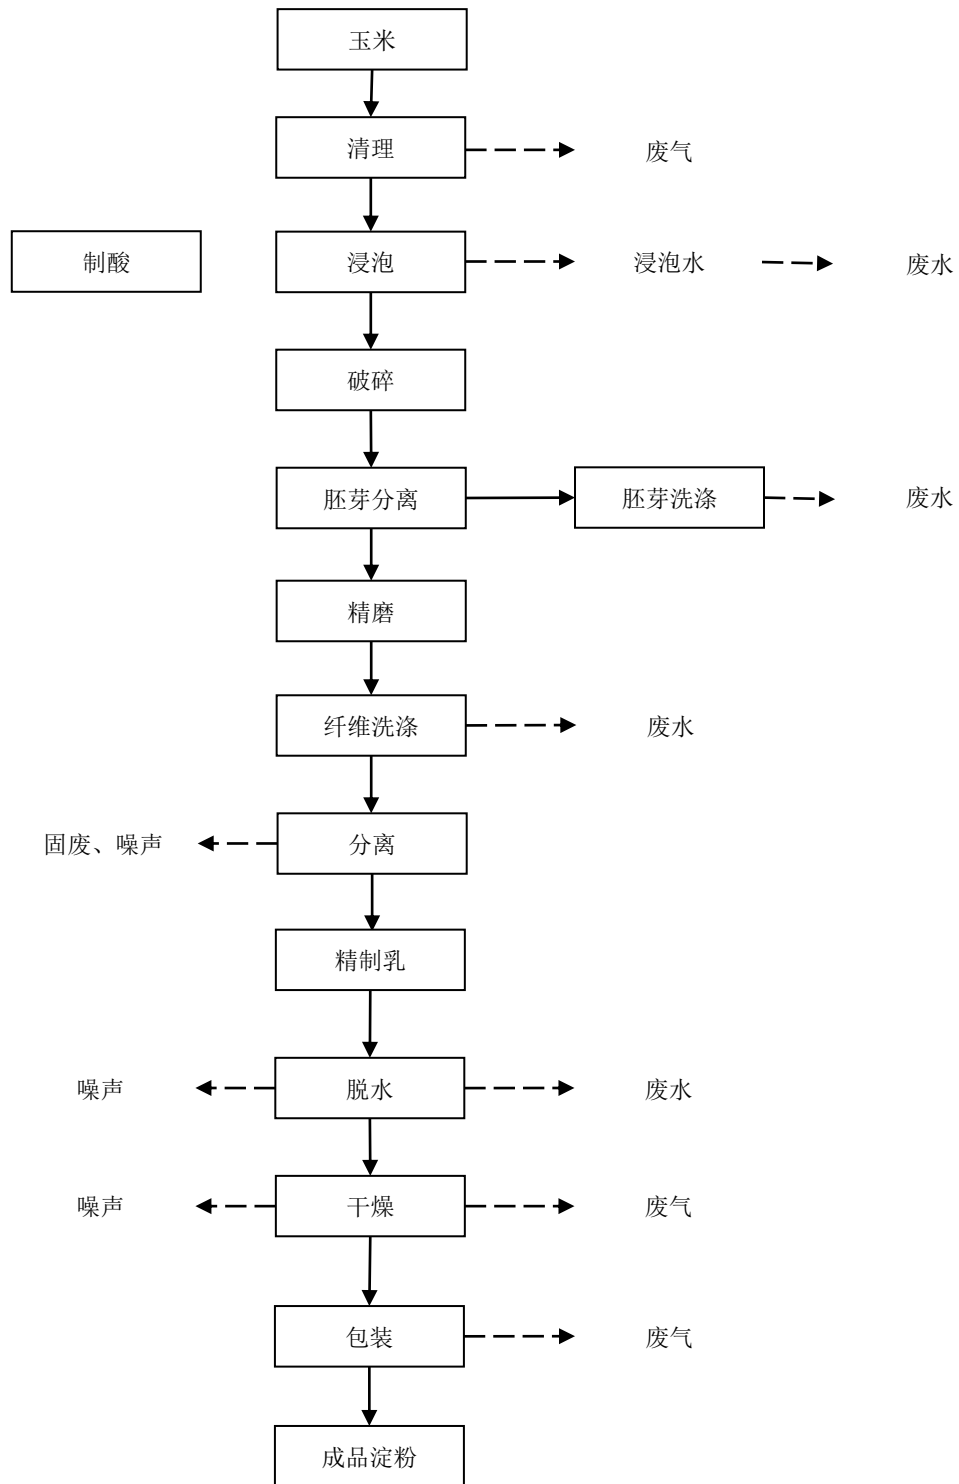 玉米
清理
废气
制酸
浸泡
浸泡水
废水
破碎
胚芽分离
胚芽洗涤
废水
精磨
纤维洗涤
废水
固废、噪声
分离
精制乳
噪声
脱水
废水
噪声
干燥
废气
包装
废气
成品淀粉